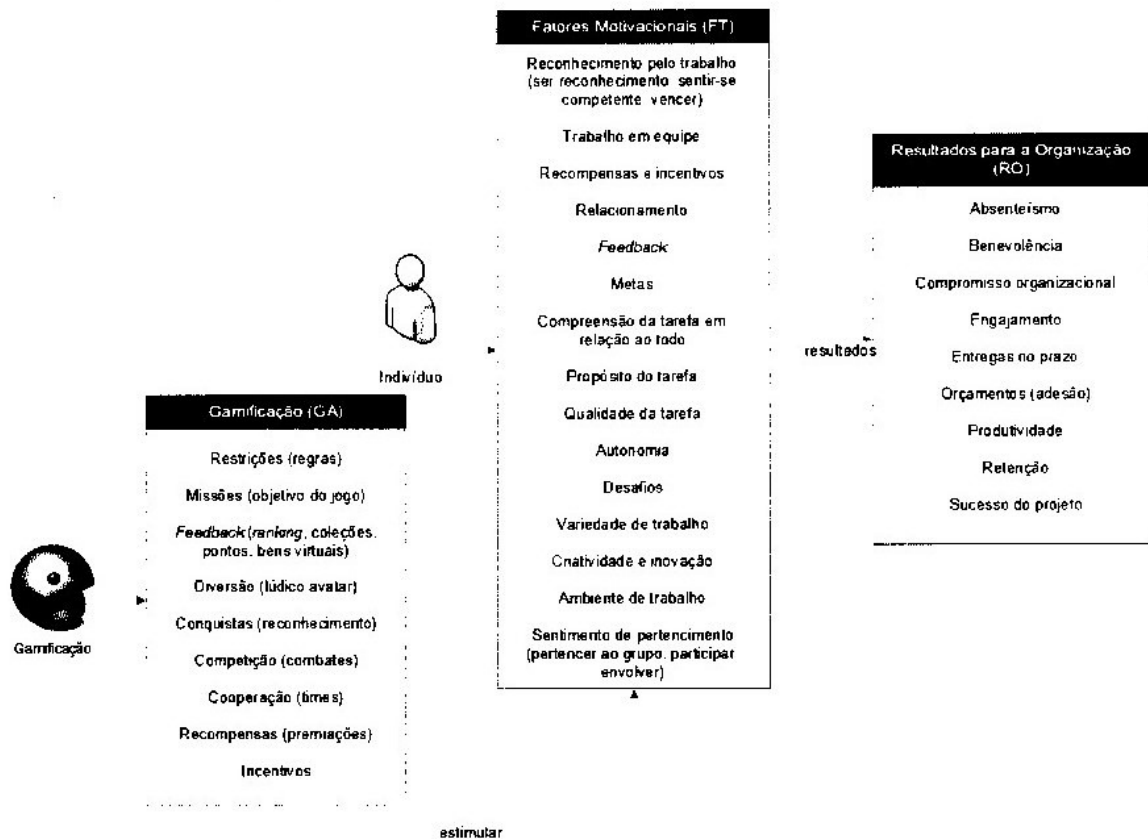 Fatores Motivacionais (FT)
Reconhecimento pelo trabalho
(ser reconhecimento sentir-se
competente vencer)
Trabalho em equipe
Recompensas e incentivos
Relacionamento
Feedback
Metas
Compreensão da tarefa em
relação ao todo
Propósito do tarefa
Qualidade da tarefa
Autonomia
Desafios
Variedade de trabalho
Criatividade e inovação
Ambiente de trabalho
Sentimento de pertencimento
(pertencer ao grupo, participar
envolver)
Resultados para a Organização
(RO)
Absenteísmo
Benevolência
Compromisso organizacional
Engajamento
Entregas no prazo
Orçamentos (adesão)
Produtividade
Retenção
Sucesso do projeto
resultados
Indivíduo
Gamificação (GA)
Restrições (regras)
Missões (objetivo do jogo)
Feedback (ranking, coleções,
pontos, bens virtuais)
Diversão (lúdico avatar)
Conquistas (reconhecimento)
Competição (combates)
Cooperação (times)
Recompensas (premiações)
Incentivos
Gamificação
estimular